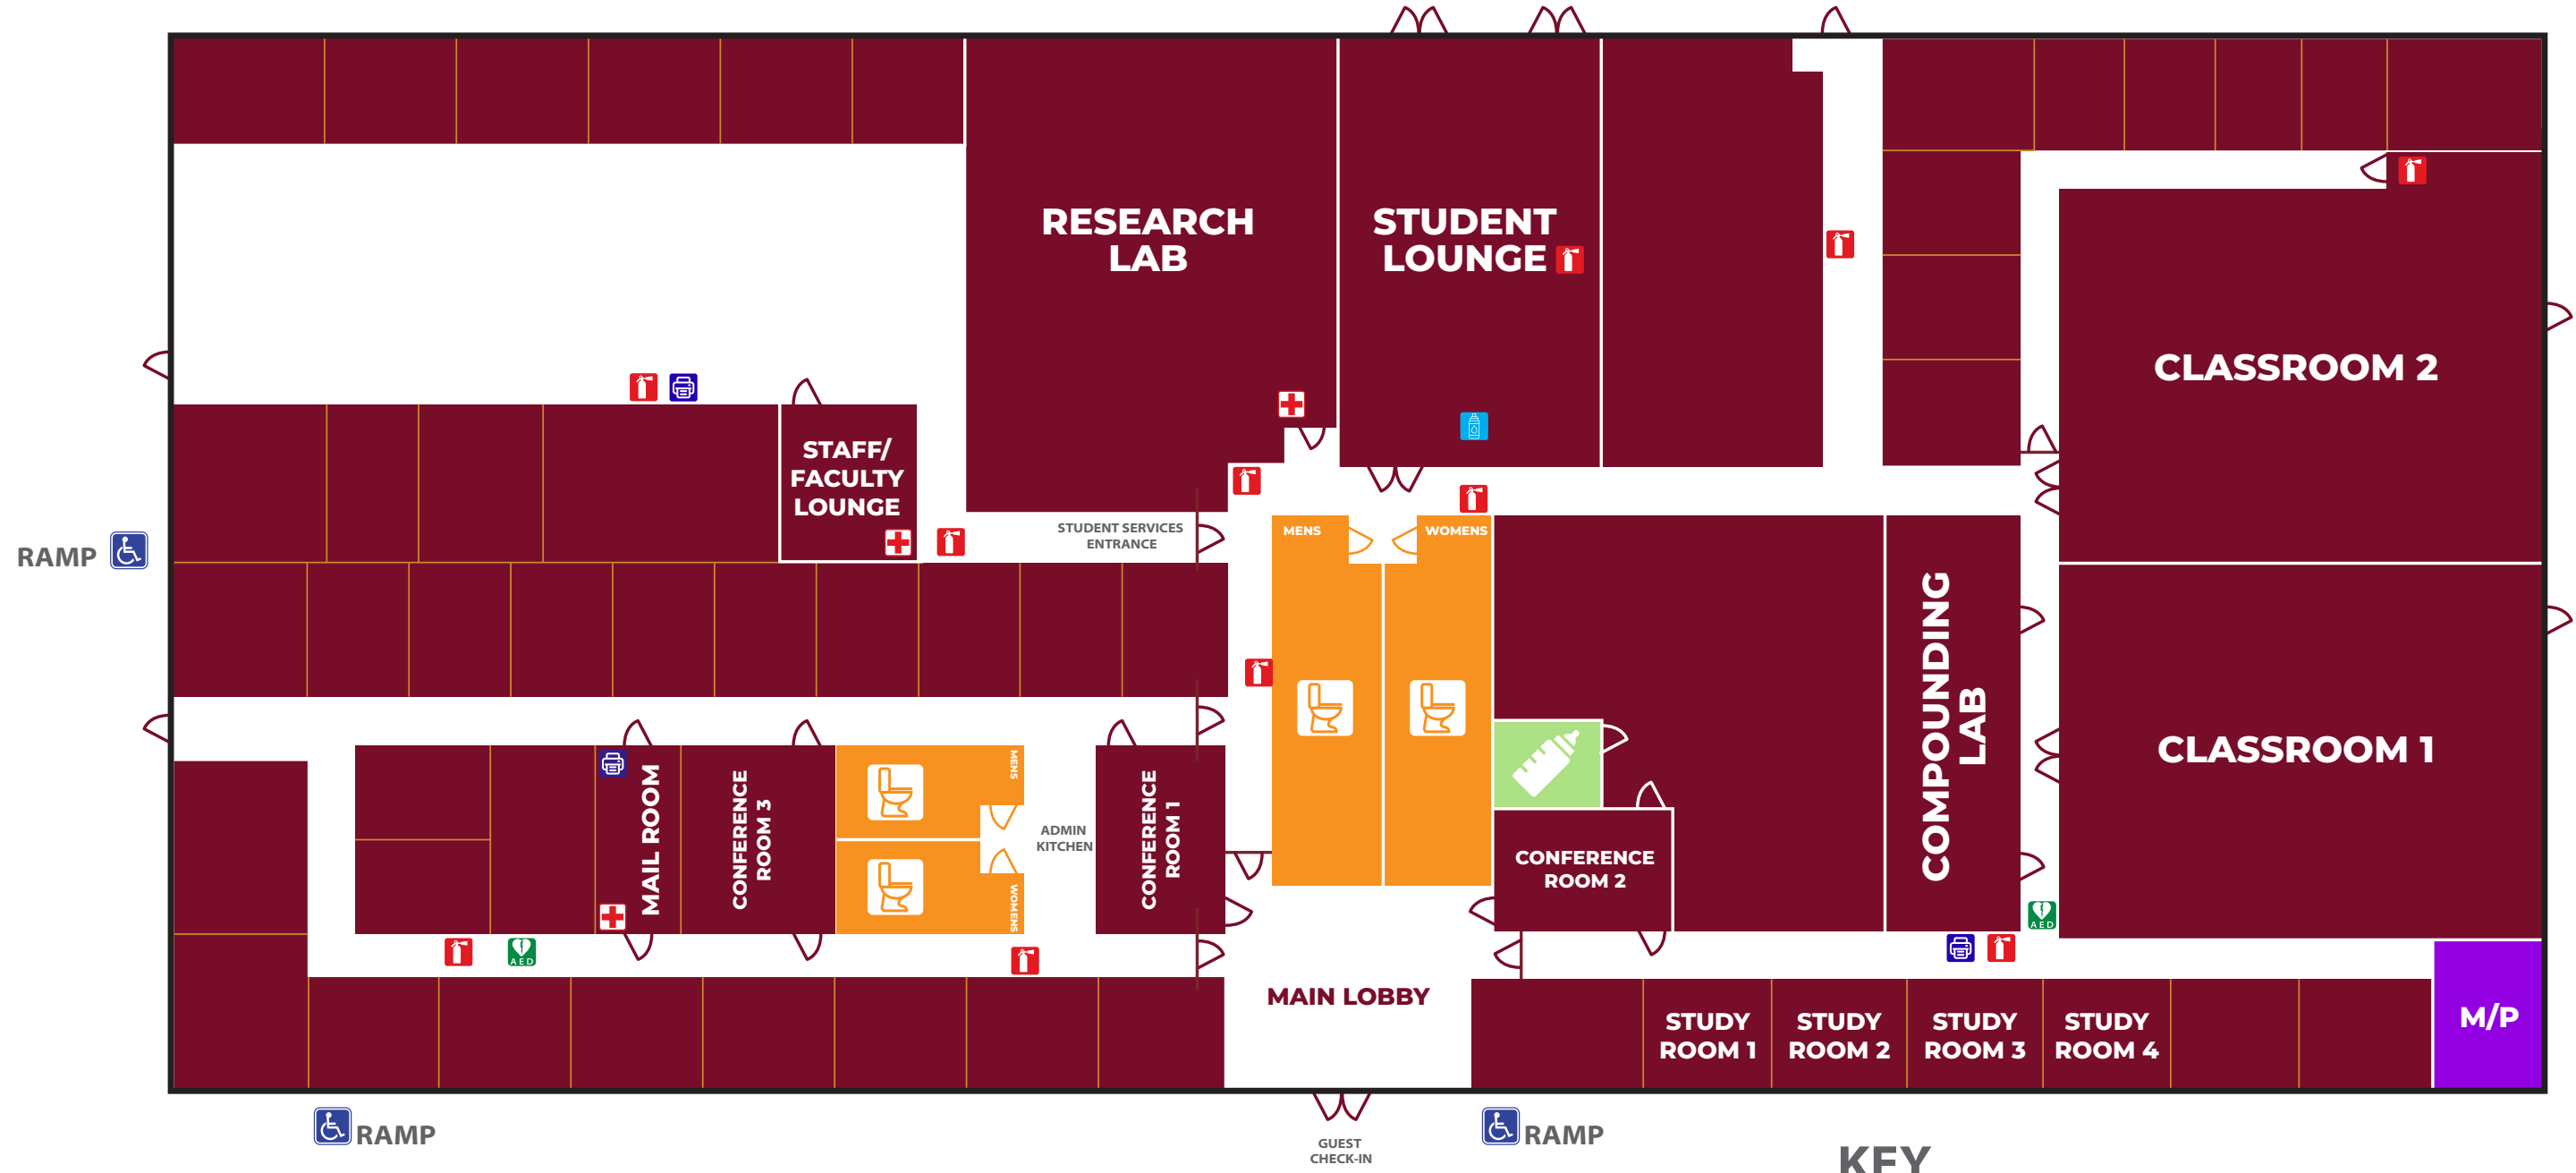 RESEARCH
LAB
STUDENT
LOUNGE
CLASSROOM 2
STAFF/
FACULTY
LOUNGE
STUDENT SERVICES
ENTRANCE
MENS
WOMENS
RAMP
COMPOUNDING
LAB
CLASSROOM 1
MAIL ROOM
CONFERENCE
ROOM 3
MENS
WOMENS
ADMIN
KITCHEN
CONFERENCE
ROOM 1
CONFERENCE
ROOM 2
AED
AED
MAIN LOBBY
STUDY
ROOM 1
STUDY
ROOM 2
STUDY
ROOM 3
STUDY
ROOM 4
M/P
RAMP
GUEST
CHECK-IN
RAMP
KEY